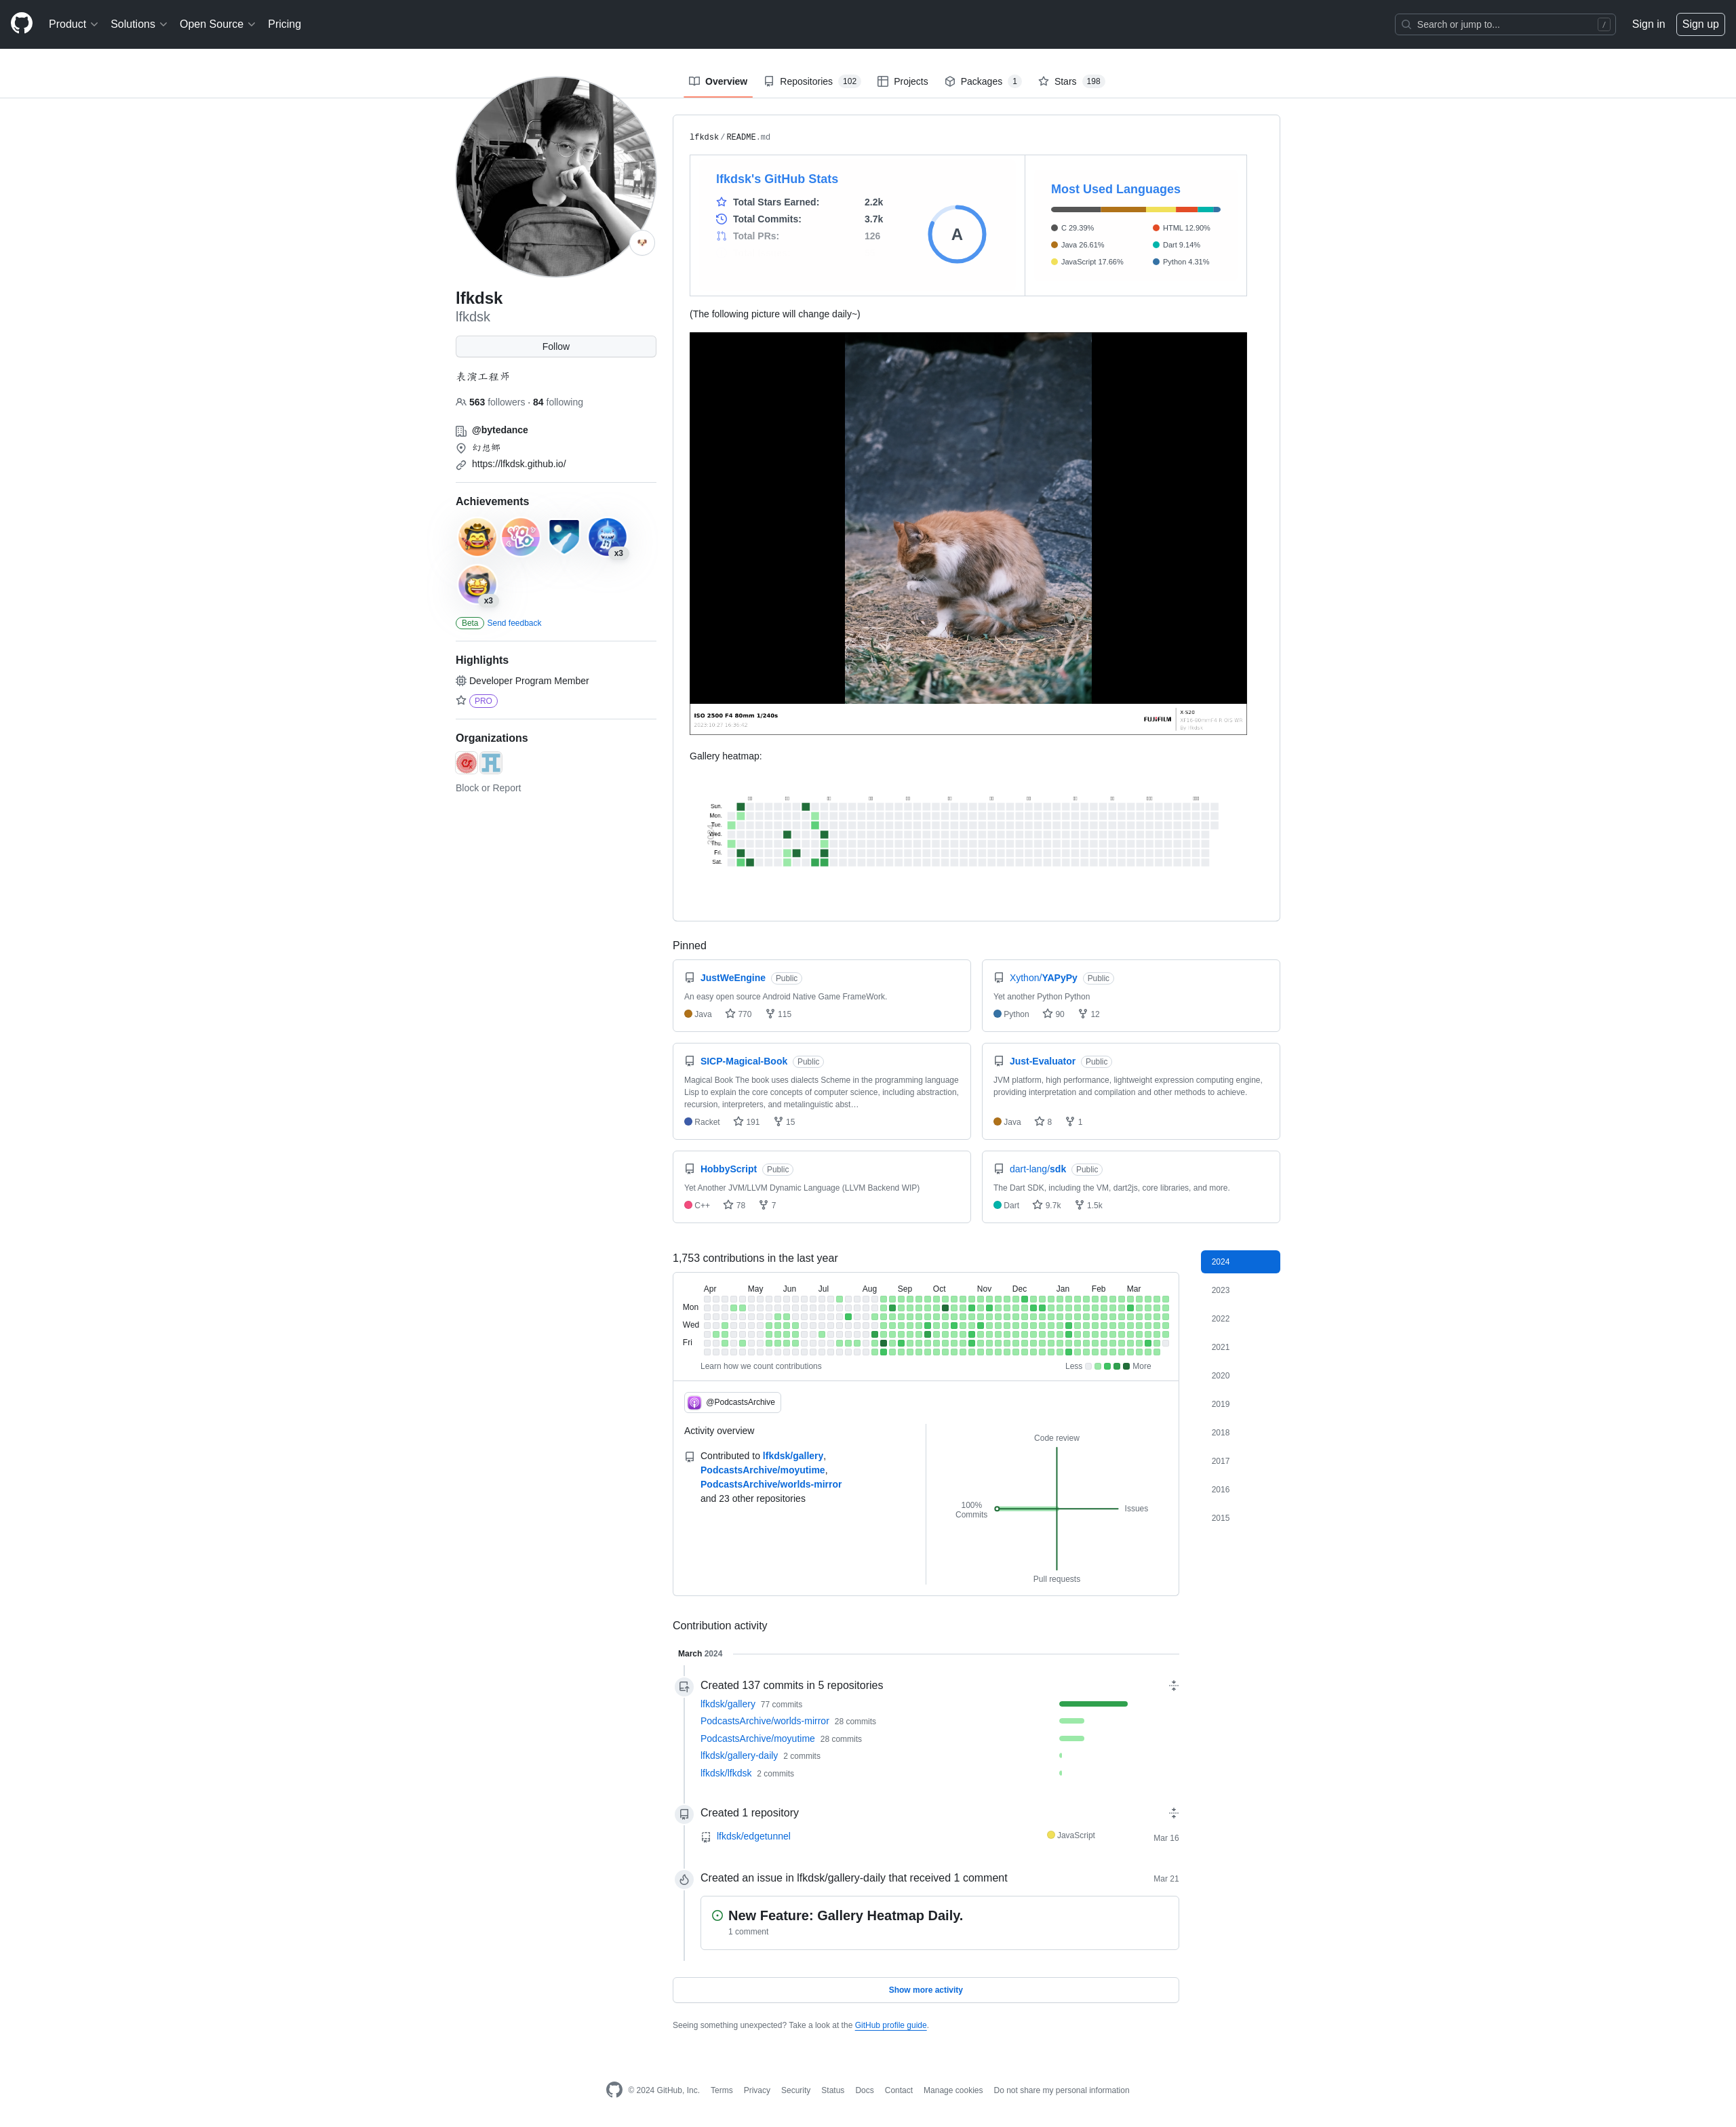 Product Solutions Open Source Pricing Search or jump to... / Sign in Sign up
Overview Repositories 102 Projects Packages 1 Stars 198
lfkdsk
lfkdsk
Follow
表演工程师
563 followers · 84 following
@bytedance
幻想鄉
https://lfkdsk.github.io/
Achievements
YOLO
x3
x3
Beta Send feedback
Highlights
Developer Program Member
PRO
Organizations
Block or Report
lfkdsk / README.md
lfkdsk's GitHub Stats
Total Stars Earned: 2.2k
Total Commits: 3.7k
Total PRs: 126
A
Most Used Languages
C 29.39% HTML 12.90%
Java 26.61% Dart 9.14%
JavaScript 17.66% Python 4.31%
(The following picture will change daily~)
ISO 2500 F4 80mm 1/240s
FUJIFILM
Gallery heatmap:
Sun.
Mon.
Tue.
Wed.
Thu.
Fri.
Sat.
Pinned
JustWeEngine Public
An easy open source Android Native Game FrameWork.
Java 770 115
Xython/YAPyPy Public
Yet another Python Python
Python 90 12
SICP-Magical-Book Public
Magical Book The book uses dialects Scheme in the programming language
Lisp to explain the core concepts of computer science, including abstraction,
recursion, interpreters, and metalinguistic abst…
Racket 191 15
Just-Evaluator Public
JVM platform, high performance, lightweight expression computing engine,
providing interpretation and compilation and other methods to achieve.
Java 8 1
HobbyScript Public
Yet Another JVM/LLVM Dynamic Language (LLVM Backend WIP)
C++ 78 7
dart-lang/sdk Public
The Dart SDK, including the VM, dart2js, core libraries, and more.
Dart 9.7k 1.5k
1,753 contributions in the last year
Apr May Jun Jul Aug Sep Oct Nov Dec Jan Feb Mar
Mon
Wed
Fri
Learn how we count contributions Less More
2024
2023
2022
2021
2020
2019
2018
2017
2016
2015
@PodcastsArchive
Activity overview
Contributed to lfkdsk/gallery,
PodcastsArchive/moyutime,
PodcastsArchive/worlds-mirror
and 23 other repositories
Code review
100%
Commits
Issues
Pull requests
Contribution activity
March 2024
Created 137 commits in 5 repositories
lfkdsk/gallery 77 commits
PodcastsArchive/worlds-mirror 28 commits
PodcastsArchive/moyutime 28 commits
lfkdsk/gallery-daily 2 commits
lfkdsk/lfkdsk 2 commits
Created 1 repository
lfkdsk/edgetunnel JavaScript Mar 16
Created an issue in lfkdsk/gallery-daily that received 1 comment Mar 21
New Feature: Gallery Heatmap Daily.
1 comment
Show more activity
Seeing something unexpected? Take a look at the GitHub profile guide.
© 2024 GitHub, Inc. Terms Privacy Security Status Docs Contact Manage cookies Do not share my personal information